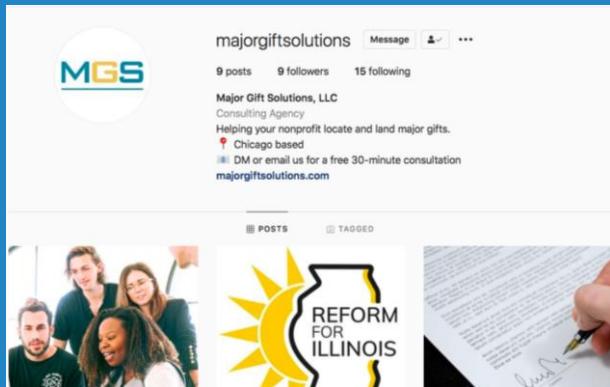 MGS
majorgiftsolutions Message
9 posts 9 followers 15 following
Major Gift Solutions, LLC
Consulting Agency
Helping your nonprofit locate and land major gifts.
📍 Chicago based
📧 DM or email us for a free 30-minute consultation
majorgiftsolutions.com
POSTS TAGGED
REFORM
FOR
ILLINOIS